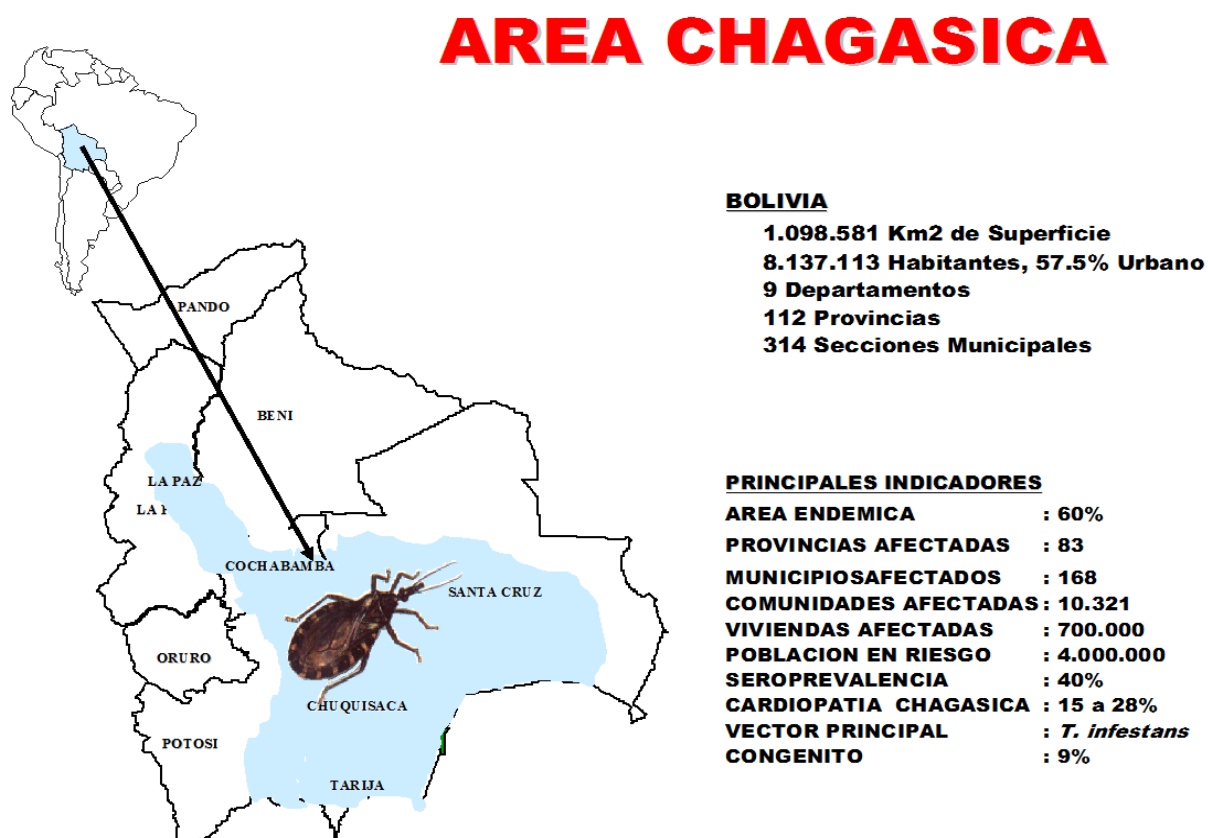 AREA CHAGASICA
BOLIVIA
1.098.581 Km2 de Superficie
8.137.113 Habitantes, 57.5% Urbano
9 Departamentos
112 Provincias
314 Secciones Municipales
PANDO
BENI
LA PAZ
LA P
COCHABAMBA
SANTA CRUZ
ORURO
CHUQUISACA
POTOSI
TARIJA
PRINCIPALES INDICADORES
AREA ENDEMICA : 60%
PROVINCIAS AFECTADAS : 83
MUNICIPIOSAFECTADOS : 168
COMUNIDADES AFECTADAS : 10.321
VIVIENDAS AFECTADAS : 700.000
POBLACION EN RIESGO : 4.000.000
SEROPREVALENCIA : 40%
CARDIOPATIA CHAGASICA : 15 a 28%
VECTOR PRINCIPAL : T. infestans
CONGENITO : 9%